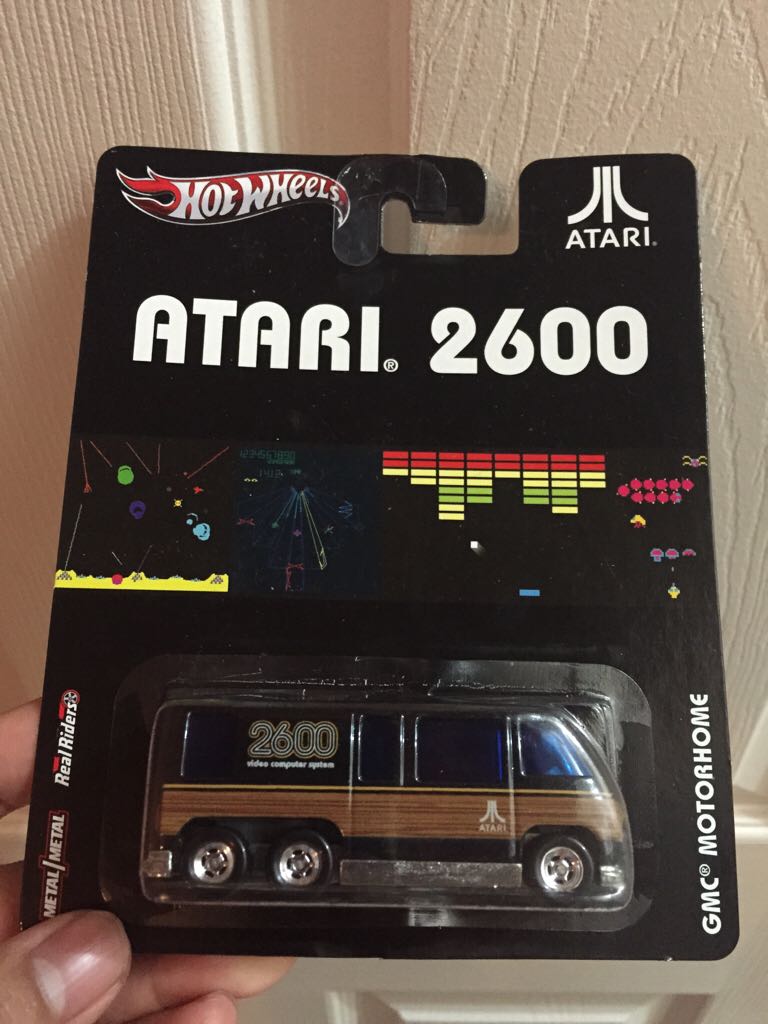 HOT WHEELS
ATARI®
ATARI® 2600
1234567890
2600
video computer system
ATARI
Real Riders
METAL/METAL
GMC® MOTORHOME